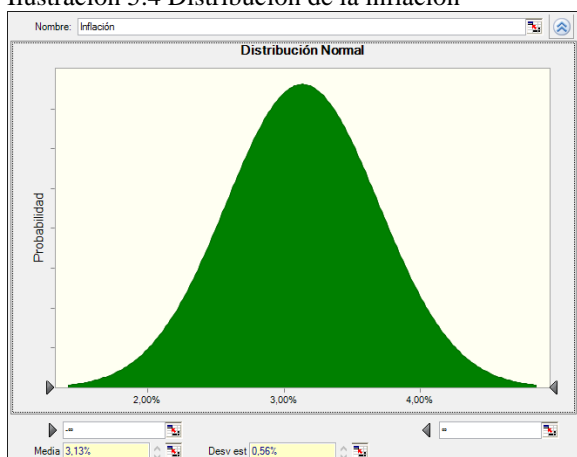 Ilustración 5.4 Distribución de la inflación
Nombre: Inflación
Distribución Normal
Probabilidad
2,00% 3,00% 4,00%
-∞ ∞
Media 3,13% Desv est 0,56%